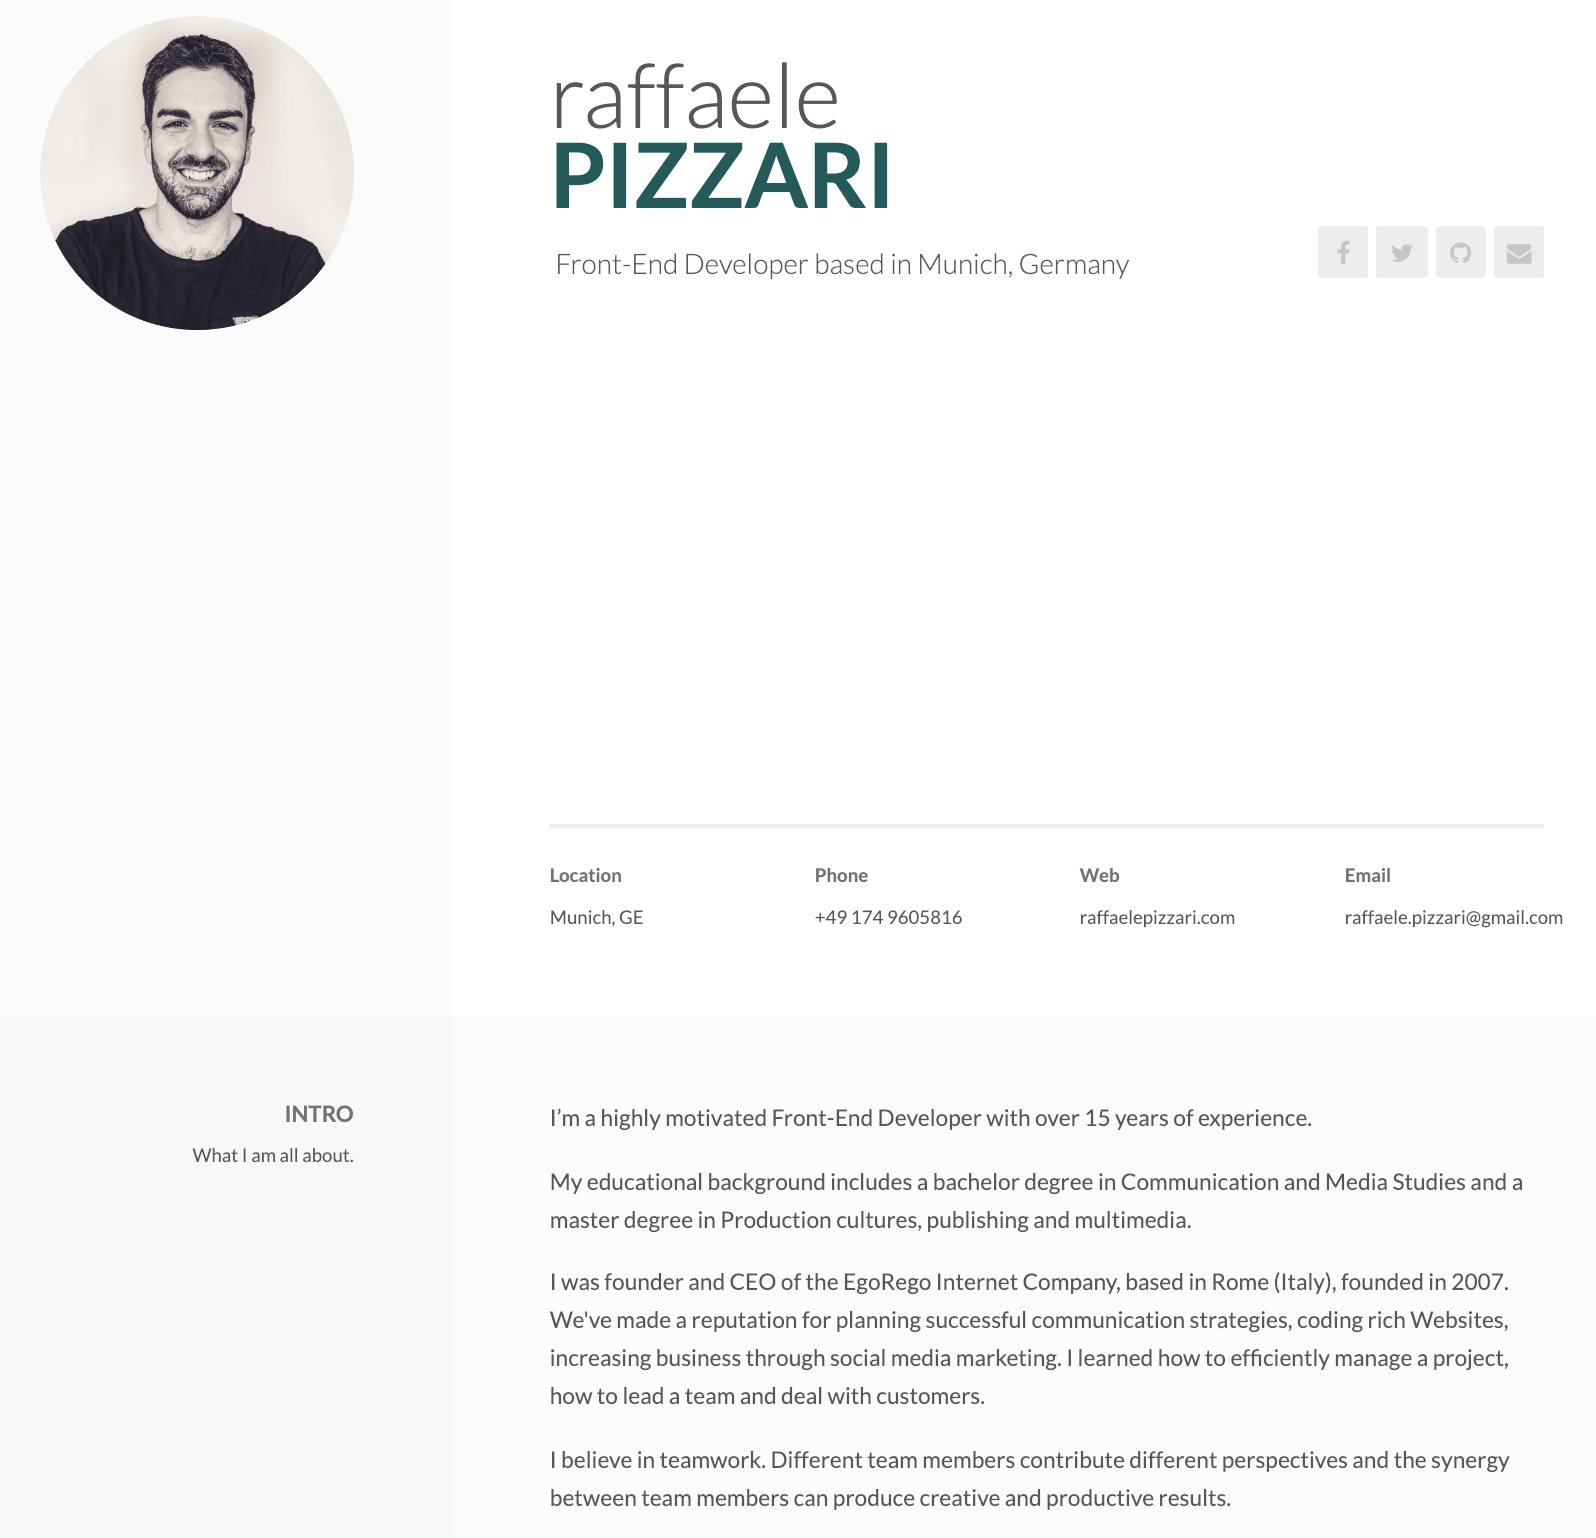 raffaele
PIZZARI
Front-End Developer based in Munich, Germany
Location
Phone
Web
Email
Munich, GE
+49 174 9605816
raffaelepizzari.com
raffaele.pizzari@gmail.com
INTRO
What I am all about.
I’m a highly motivated Front-End Developer with over 15 years of experience.
My educational background includes a bachelor degree in Communication and Media Studies and a
master degree in Production cultures, publishing and multimedia.
I was founder and CEO of the EgoRego Internet Company, based in Rome (Italy), founded in 2007.
We've made a reputation for planning successful communication strategies, coding rich Websites,
increasing business through social media marketing. I learned how to efficiently manage a project,
how to lead a team and deal with customers.
I believe in teamwork. Different team members contribute different perspectives and the synergy
between team members can produce creative and productive results.